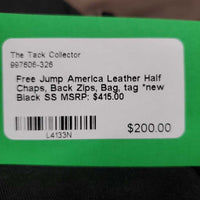 The Tack Collector
997606-326
Free Jump America Leather Half
Chaps, Back Zips, Bag, tag *new
Black SS MSRP: $415.00
L4133N
$200.00